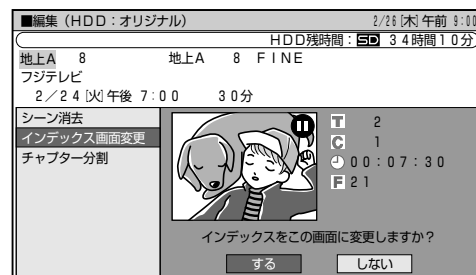 ■編集(HDD:オリジナル) 2/26[木]午前 9:00
HDD残時間:SD 34時間10分
地上A 8 地上A 8 FINE
フジテレビ
2/24[火]午後 7:00 30分
シーン消去
インデックス画面変更
チャプター分割
T 2
C 1
00:07:30
F 21
インデックスをこの画面に変更しますか?
する しない